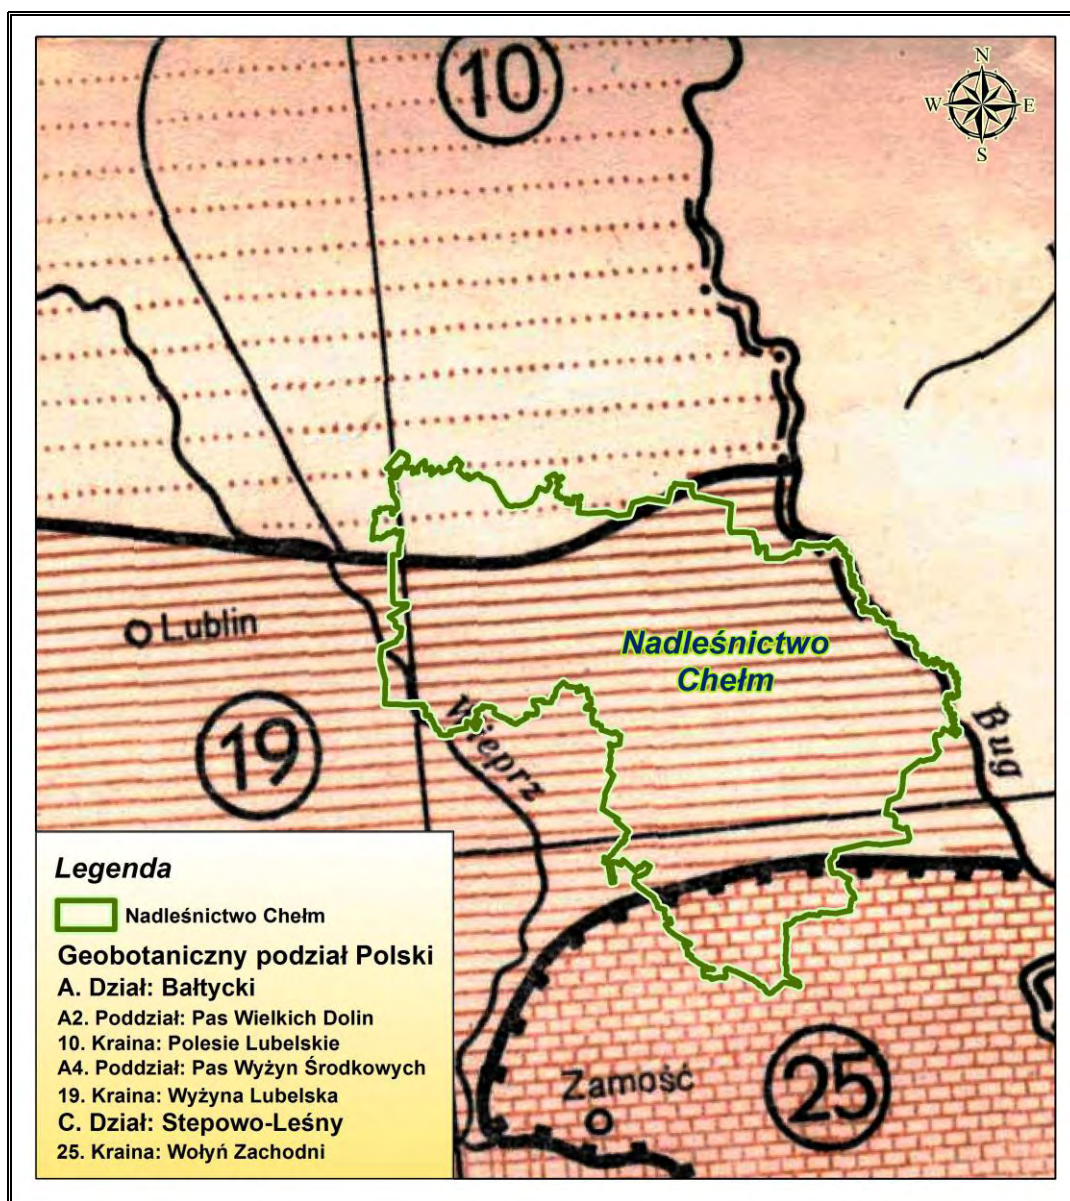 10
N
W E
S
Lublin
Nadleśnictwo
Chełm
19
Wieprz
Bug
Legenda
Nadleśnictwo Chełm
Geobotaniczny podział Polski
A. Dział: Bałtycki
A2. Poddział: Pas Wielkich Dolin
10. Kraina: Polesie Lubelskie
A4. Poddział: Pas Wyżyn Środkowych
19. Kraina: Wyżyna Lubelska
C. Dział: Stepowo-Leśny
25. Kraina: Wołyń Zachodni
Zamość
25